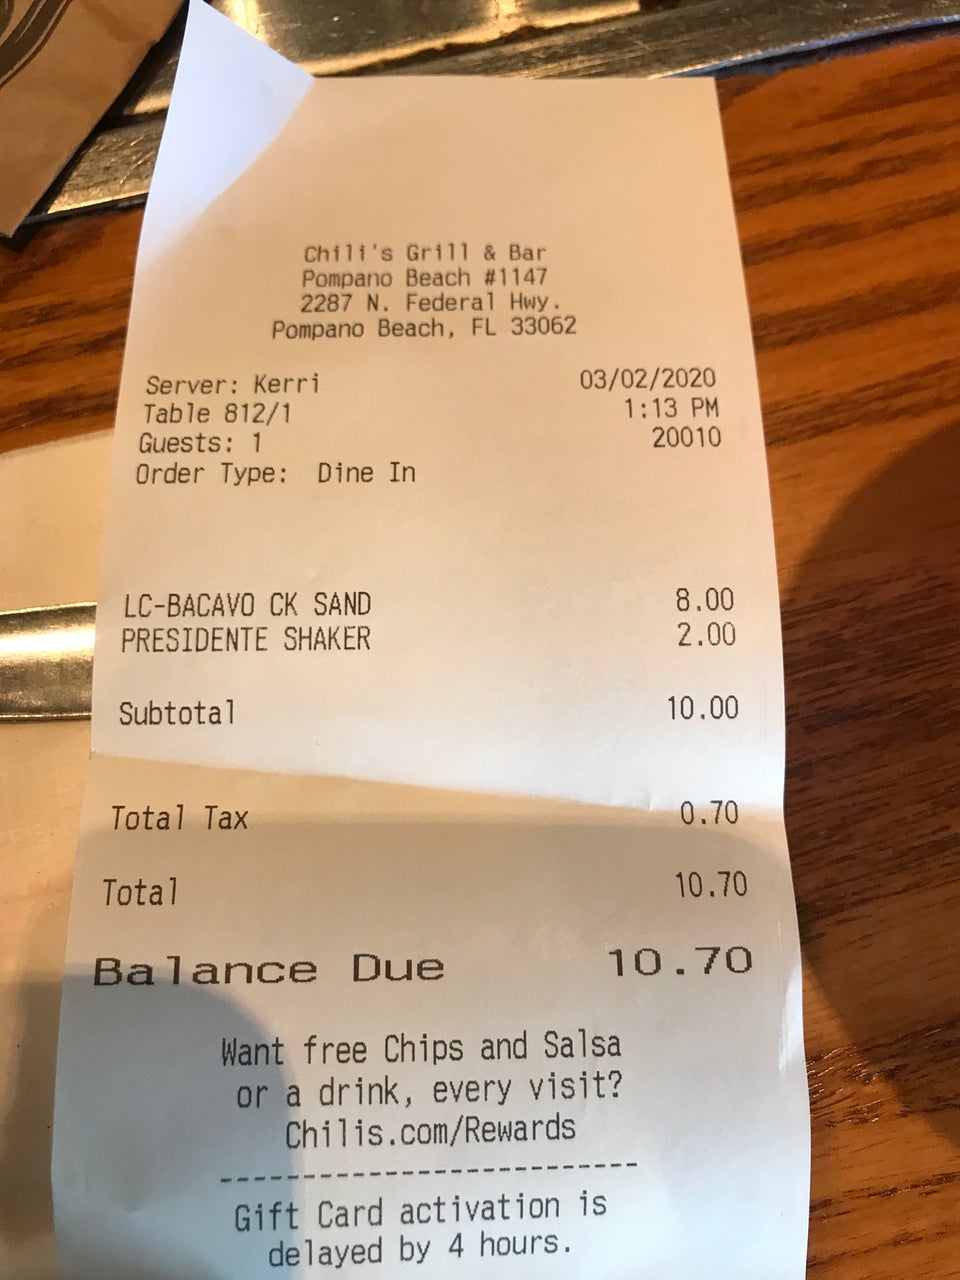 Chili's Grill & Bar
Pompano Beach #1147
2287 N. Federal Hwy.
Pompano Beach, FL 33062
Server: Kerri 03/02/2020
Table 812/1 1:13 PM
Guests: 1 20010
Order Type: Dine In
LC-BACAVO CK SAND 8.00
PRESIDENTE SHAKER 2.00
Subtotal 10.00
Total Tax 0.70
Total 10.70
Balance Due 10.70
Want free Chips and Salsa
or a drink, every visit?
Chilis.com/Rewards
--------------------------
Gift Card activation is
delayed by 4 hours.